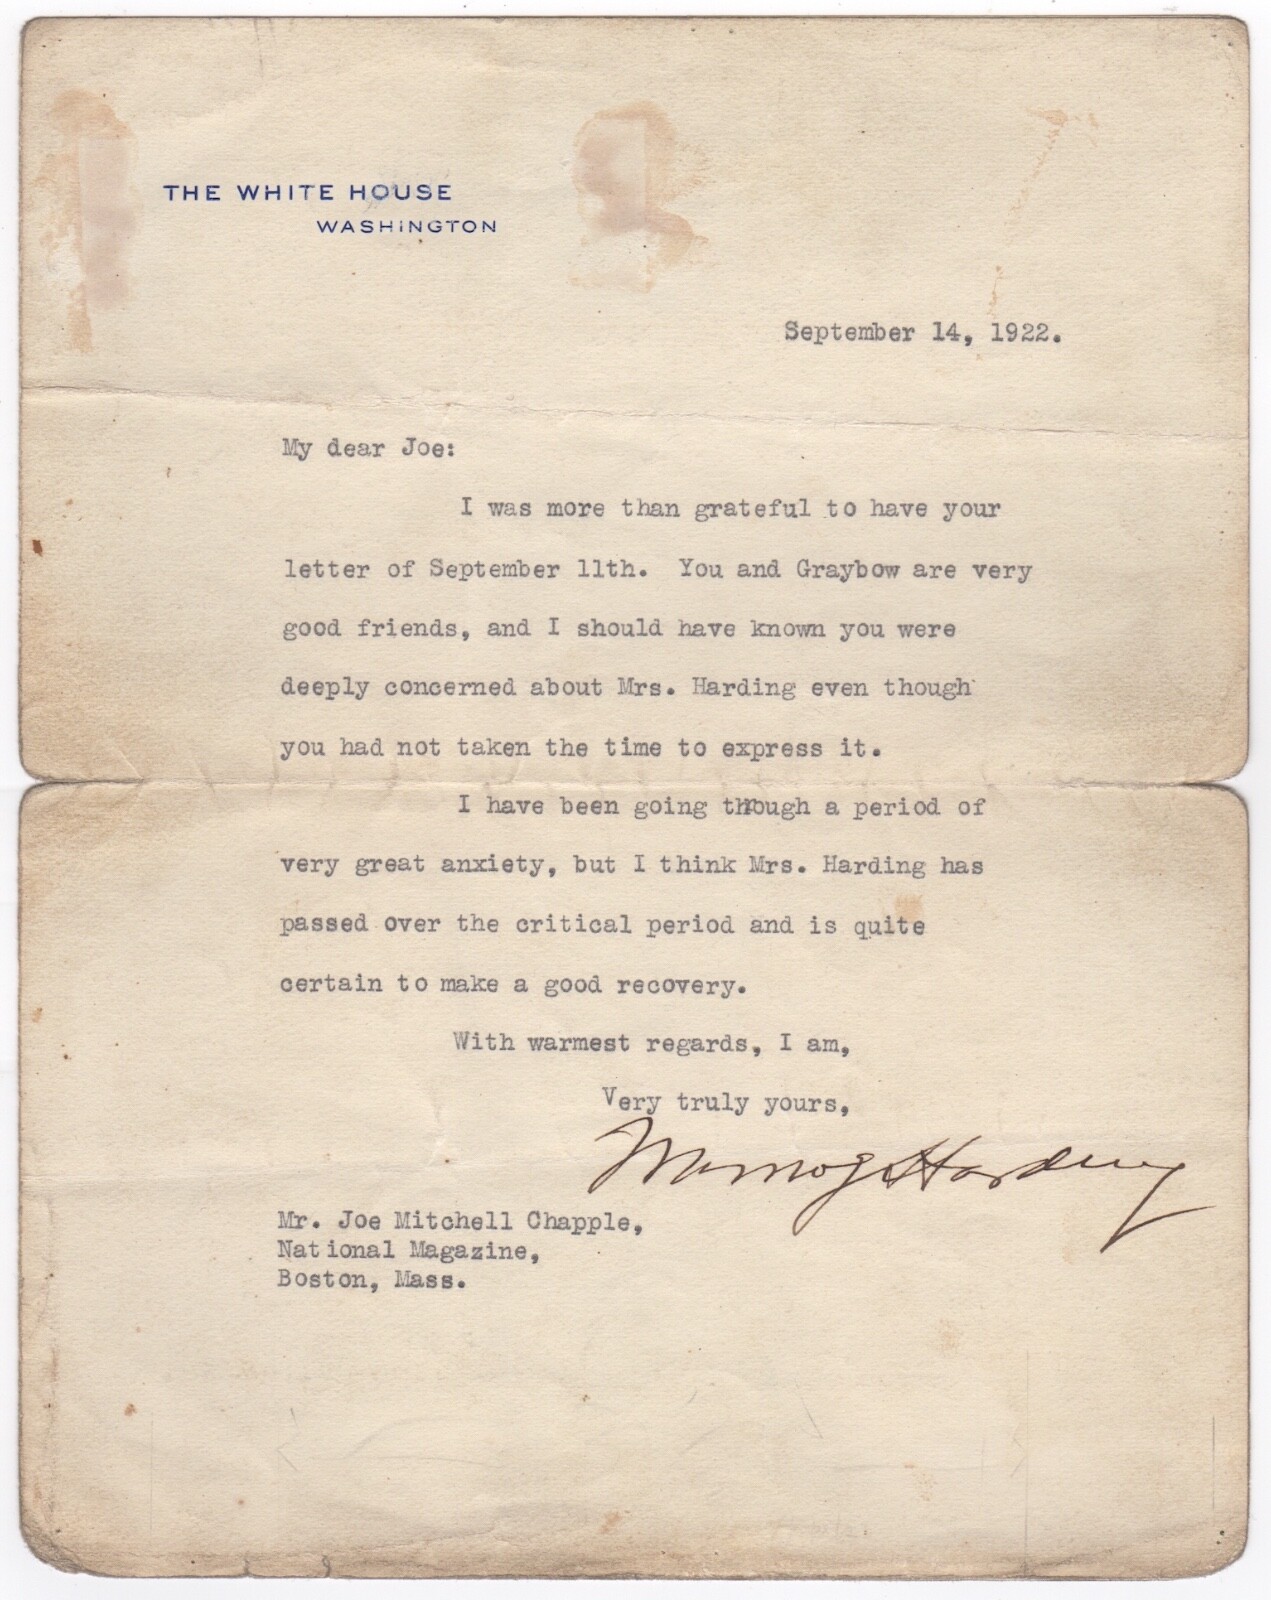 THE WHITE HOUSE
WASHINGTON
September 14, 1922.
My dear Joe:
I was more than grateful to have your
letter of September 11th. You and Graybow are very
good friends, and I should have known you were
deeply concerned about Mrs. Harding even though
you had not taken the time to express it.
I have been going through a period of
very great anxiety, but I think Mrs. Harding has
passed over the critical period and is quite
certain to make a good recovery.
With warmest regards, I am,
Very truly yours,
Warren G Harding
Mr. Joe Mitchell Chapple,
National Magazine,
Boston, Mass.